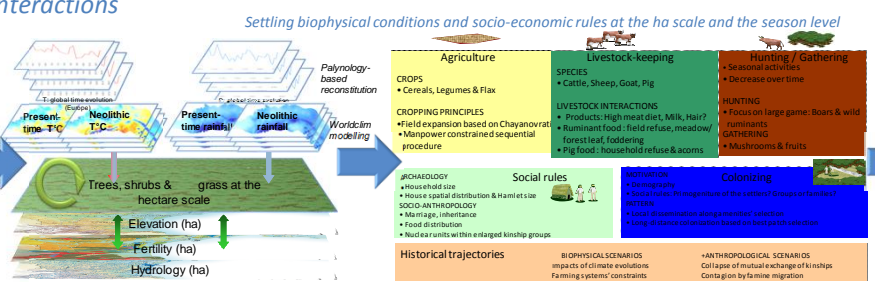 nteractions
Settling biophysical conditions and socio-economic rules at the ha scale and the season level
T: global time evolution
(Europe)
Palynology-
based
reconstitution
Present-
time T°C
Neolithic
T°C
Present-
time rainfall
Neolithic
rainfall
Worldclim
modelling
Trees, shrubs & grass at the
hectare scale
Elevation (ha)
Fertility (ha)
Hydrology (ha)
Agriculture
CROPS
• Cereals, Legumes & Flax
CROPPING PRINCIPLES
•Field expansion based on Chayanovrati
•Manpower constrained sequential
procedure
Livestock-keeping
SPECIES
• Cattle, Sheep, Goat, Pig
LIVESTOCK INTERACTIONS
• Products: High meat diet, Milk, Hair?
• Ruminant food : field refuse, meadow/
forest leaf, foddering
• Pig food : household refuse & acorns
Hunting / Gathering
• Seasonal activities
• Decrease over time
HUNTING
• Focus on large game: Boars & wild
ruminants
GATHERING
• Mushrooms & fruits
Social rules
ARCHAEOLOGY
• Household size
• House spatial distribution & Hamlet size
SOCIO-ANTHROPOLOGY
• Marriage, inheritance
• Food distribution
• Nuclear units within enlarged kinship groups
Colonizing
MOTIVATION
• Demography
Historical trajectories
BIOPHYSICAL SCENARIOS
Impacts of climate evolutions
Farming systems' constraints
+ANTHROPOLOGICAL SCENARIOS
Collapse of mutual exchange of kinships
Contagion by famine migration